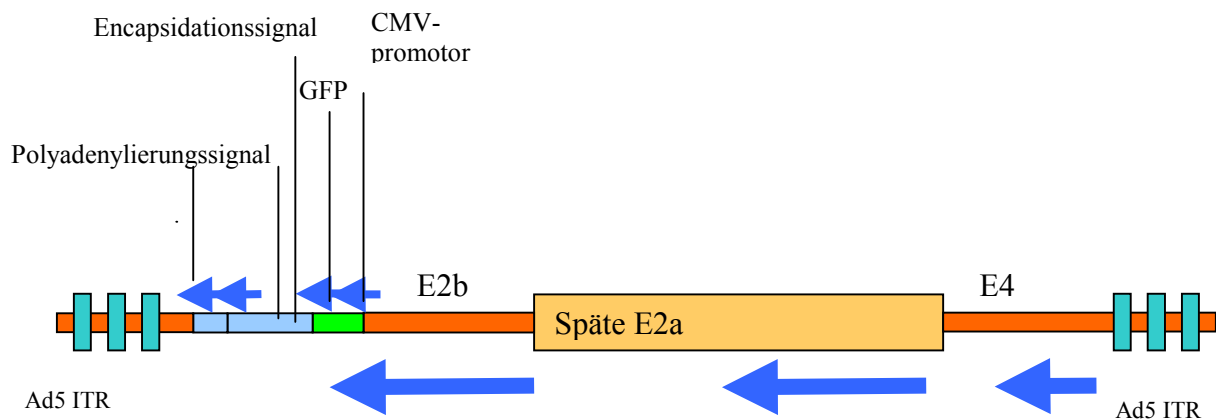 Encapsidationssignal
CMV-
promotor
GFP
Polyadenylierungssignal
E2b
E4
Späte E2a
Ad5 ITR
Ad5 ITR